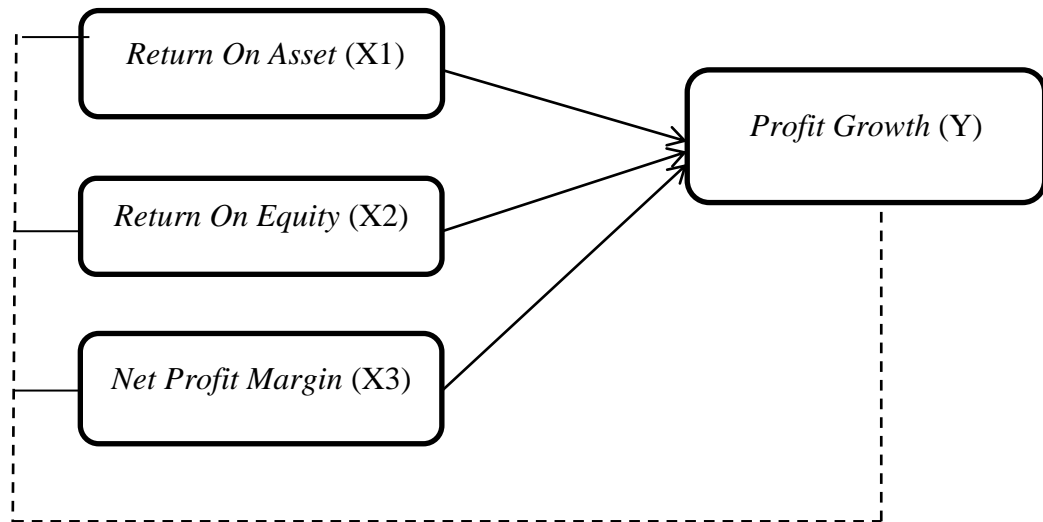 Return On Asset (X1)
Profit Growth (Y)
Return On Equity (X2)
Net Profit Margin (X3)